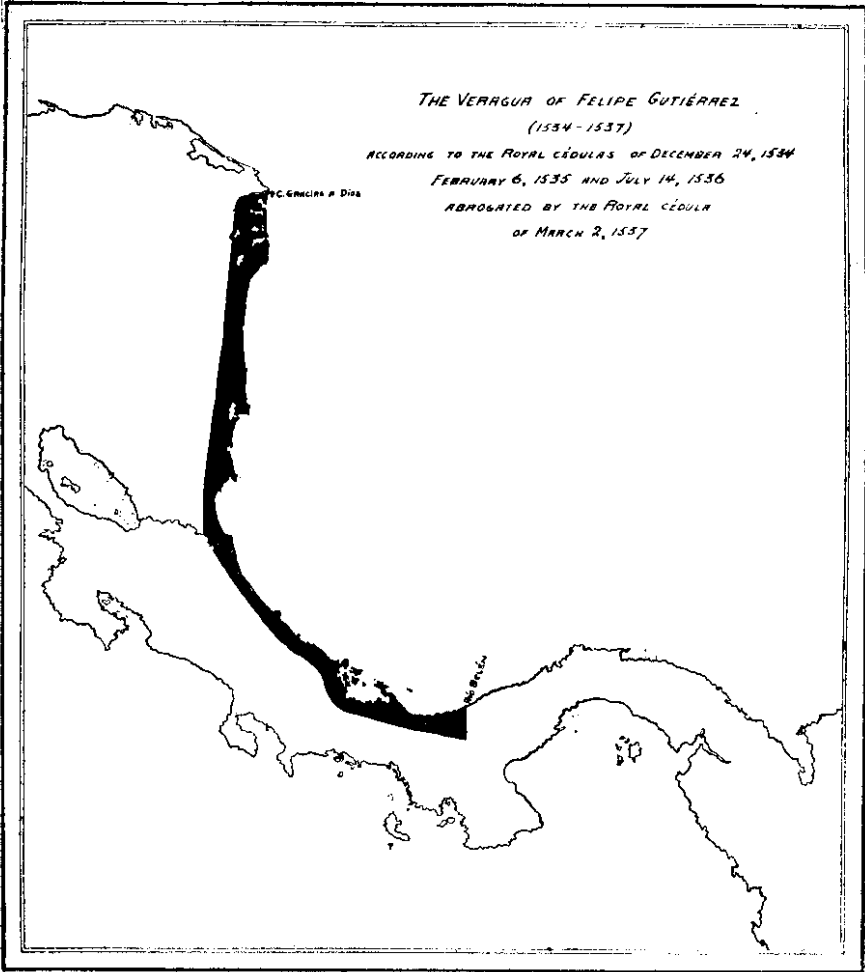 THE VERAGUA OF FELIPE GUTIÉRREZ
(1534-1537)
ACCORDING TO THE ROYAL CÉDULAS OF DECEMBER 24, 1534
FEBRUARY 6, 1535 AND JULY 14, 1536
ABROGATED BY THE ROYAL CÉDULA
OF MARCH 2, 1537
C. GRACIAS A DIOS
RÍO BELÉN